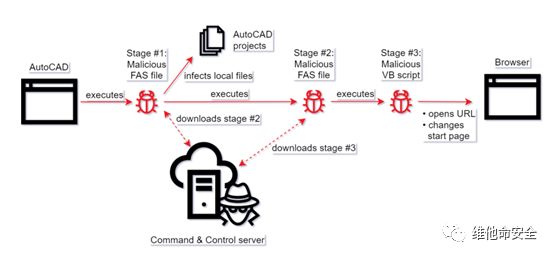 AutoCAD
executes
Stage #1:
Malicious
FAS file
AutoCAD
projects
infects local files
executes
Stage #2:
Malicious
FAS file
executes
Stage #3:
Malicious
VB script
Browser
• opens URL
• changes
start page
downloads stage #2
downloads stage #3
Command & Control server
维他命安全